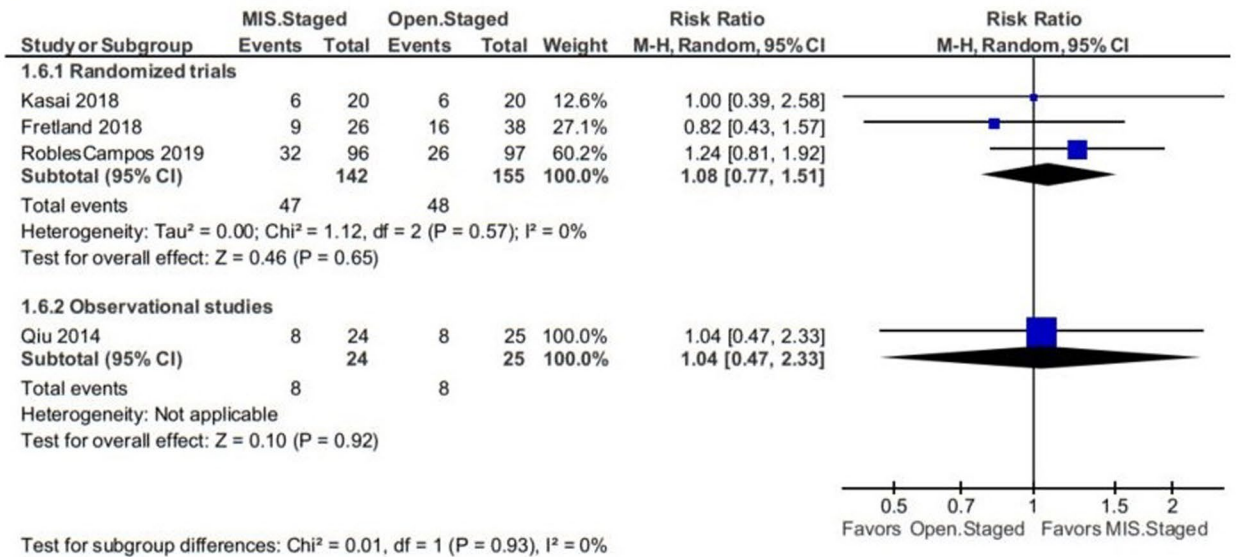 MIS.Staged Open.Staged Risk Ratio Risk Ratio
Study or Subgroup Events Total Events Total Weight M-H, Random, 95% CI M-H, Random, 95% CI
1.6.1 Randomized trials
Kasai 2018 6 20 6 20 12.6% 1.00 [0.39, 2.58]
Fretland 2018 9 26 16 38 27.1% 0.82 [0.43, 1.57]
RoblesCampos 2019 32 96 26 97 60.2% 1.24 [0.81, 1.92]
Subtotal (95% CI) 142 155 100.0% 1.08 [0.77, 1.51]
Total events 47 48
Heterogeneity: Tau² = 0.00; Chi² = 1.12, df = 2 (P = 0.57); I² = 0%
Test for overall effect: Z = 0.46 (P = 0.65)
1.6.2 Observational studies
Qiu 2014 8 24 8 25 100.0% 1.04 [0.47, 2.33]
Subtotal (95% CI) 24 25 100.0% 1.04 [0.47, 2.33]
Total events 8 8
Heterogeneity: Not applicable
Test for overall effect: Z = 0.10 (P = 0.92)
0.5 0.7 1 1.5 2
Favors Open.Staged Favors MIS.Staged
Test for subgroup differences: Chi² = 0.01, df = 1 (P = 0.93), I² = 0%